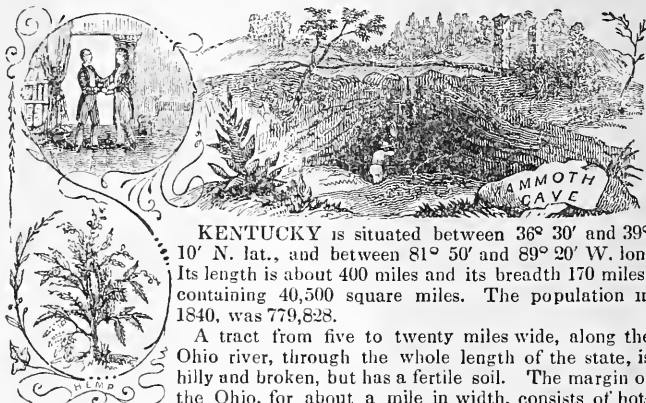 AMMOTH
CAVE
KENTUCKY is situated between 36° 30′ and 39°
10′ N. lat., and between 81° 50′ and 89° 20′ W. lon
Its length is about 400 miles and its breadth 170 miles
containing 40,500 square miles. The population in
1840, was 779,828.
A tract from five to twenty miles wide, along the
Ohio river, through the whole length of the state, is
hilly and broken, but has a fertile soil. The margin o
the Ohio, for about a mile in width, consists of bot-
HEMP